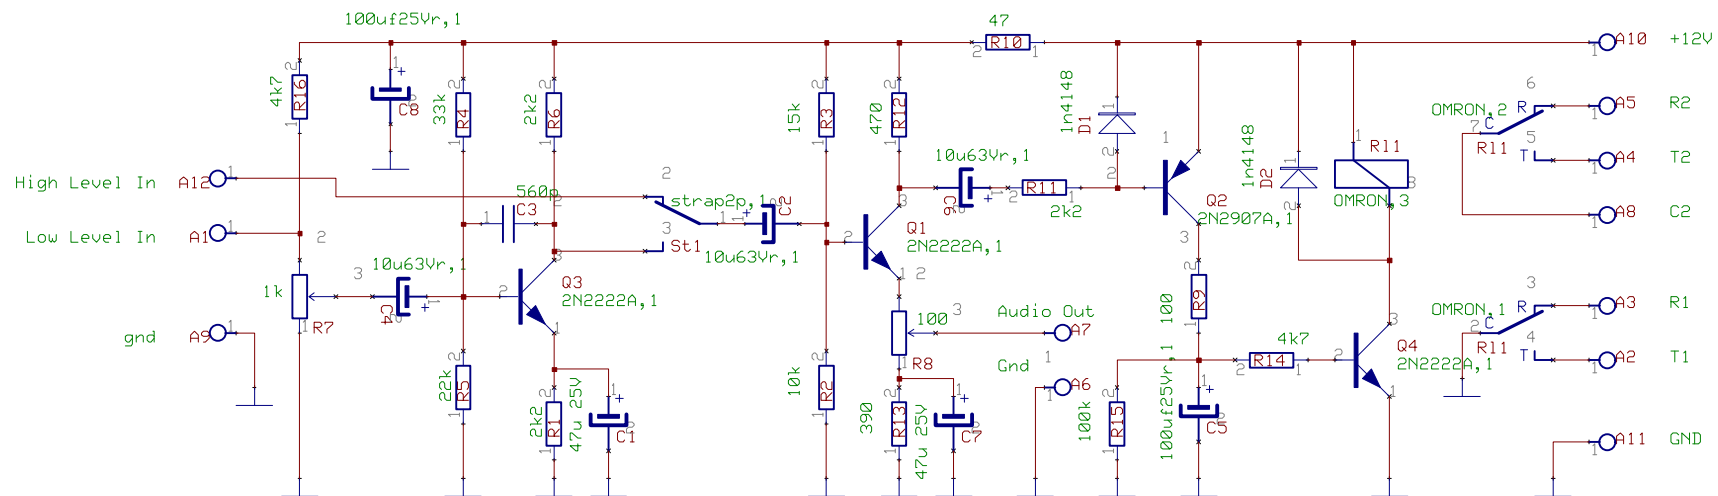 100uf25Vr,1
47
R10
A10 +12V
4k7
R16
C8
33k
R4
2k2
R6
15k
R3
470
R12
1n4148
D1
1n4148
D2
OMRON,2
R
C
Rl1
T
A5 R2
A4 T2
A8 C2
High Level In A12
560p
C3
strap2p,1
St1
10u63Vr,1
C2
10u63Vr,1
C6
R11
2k2
Q2
2N2907A,1
Rl1
OMRON,3
Low Level In A1
Q1
2N2222A,1
10u63Vr,1
C4
1k
R7
Q3
2N2222A,1
gnd A9
100
R8
Audio Out
A7
Gnd
A6
100
R9
4k7
R14
Q4
2N2222A,1
OMRON,1
R
C
Rl1
T
A3 R1
A2 T1
22k
R5
2k2
R1
47u 25V
C1
10k
R2
390
R13
47u 25V
C7
100k
R15
100uf25Vr,1
C5
A11 GND